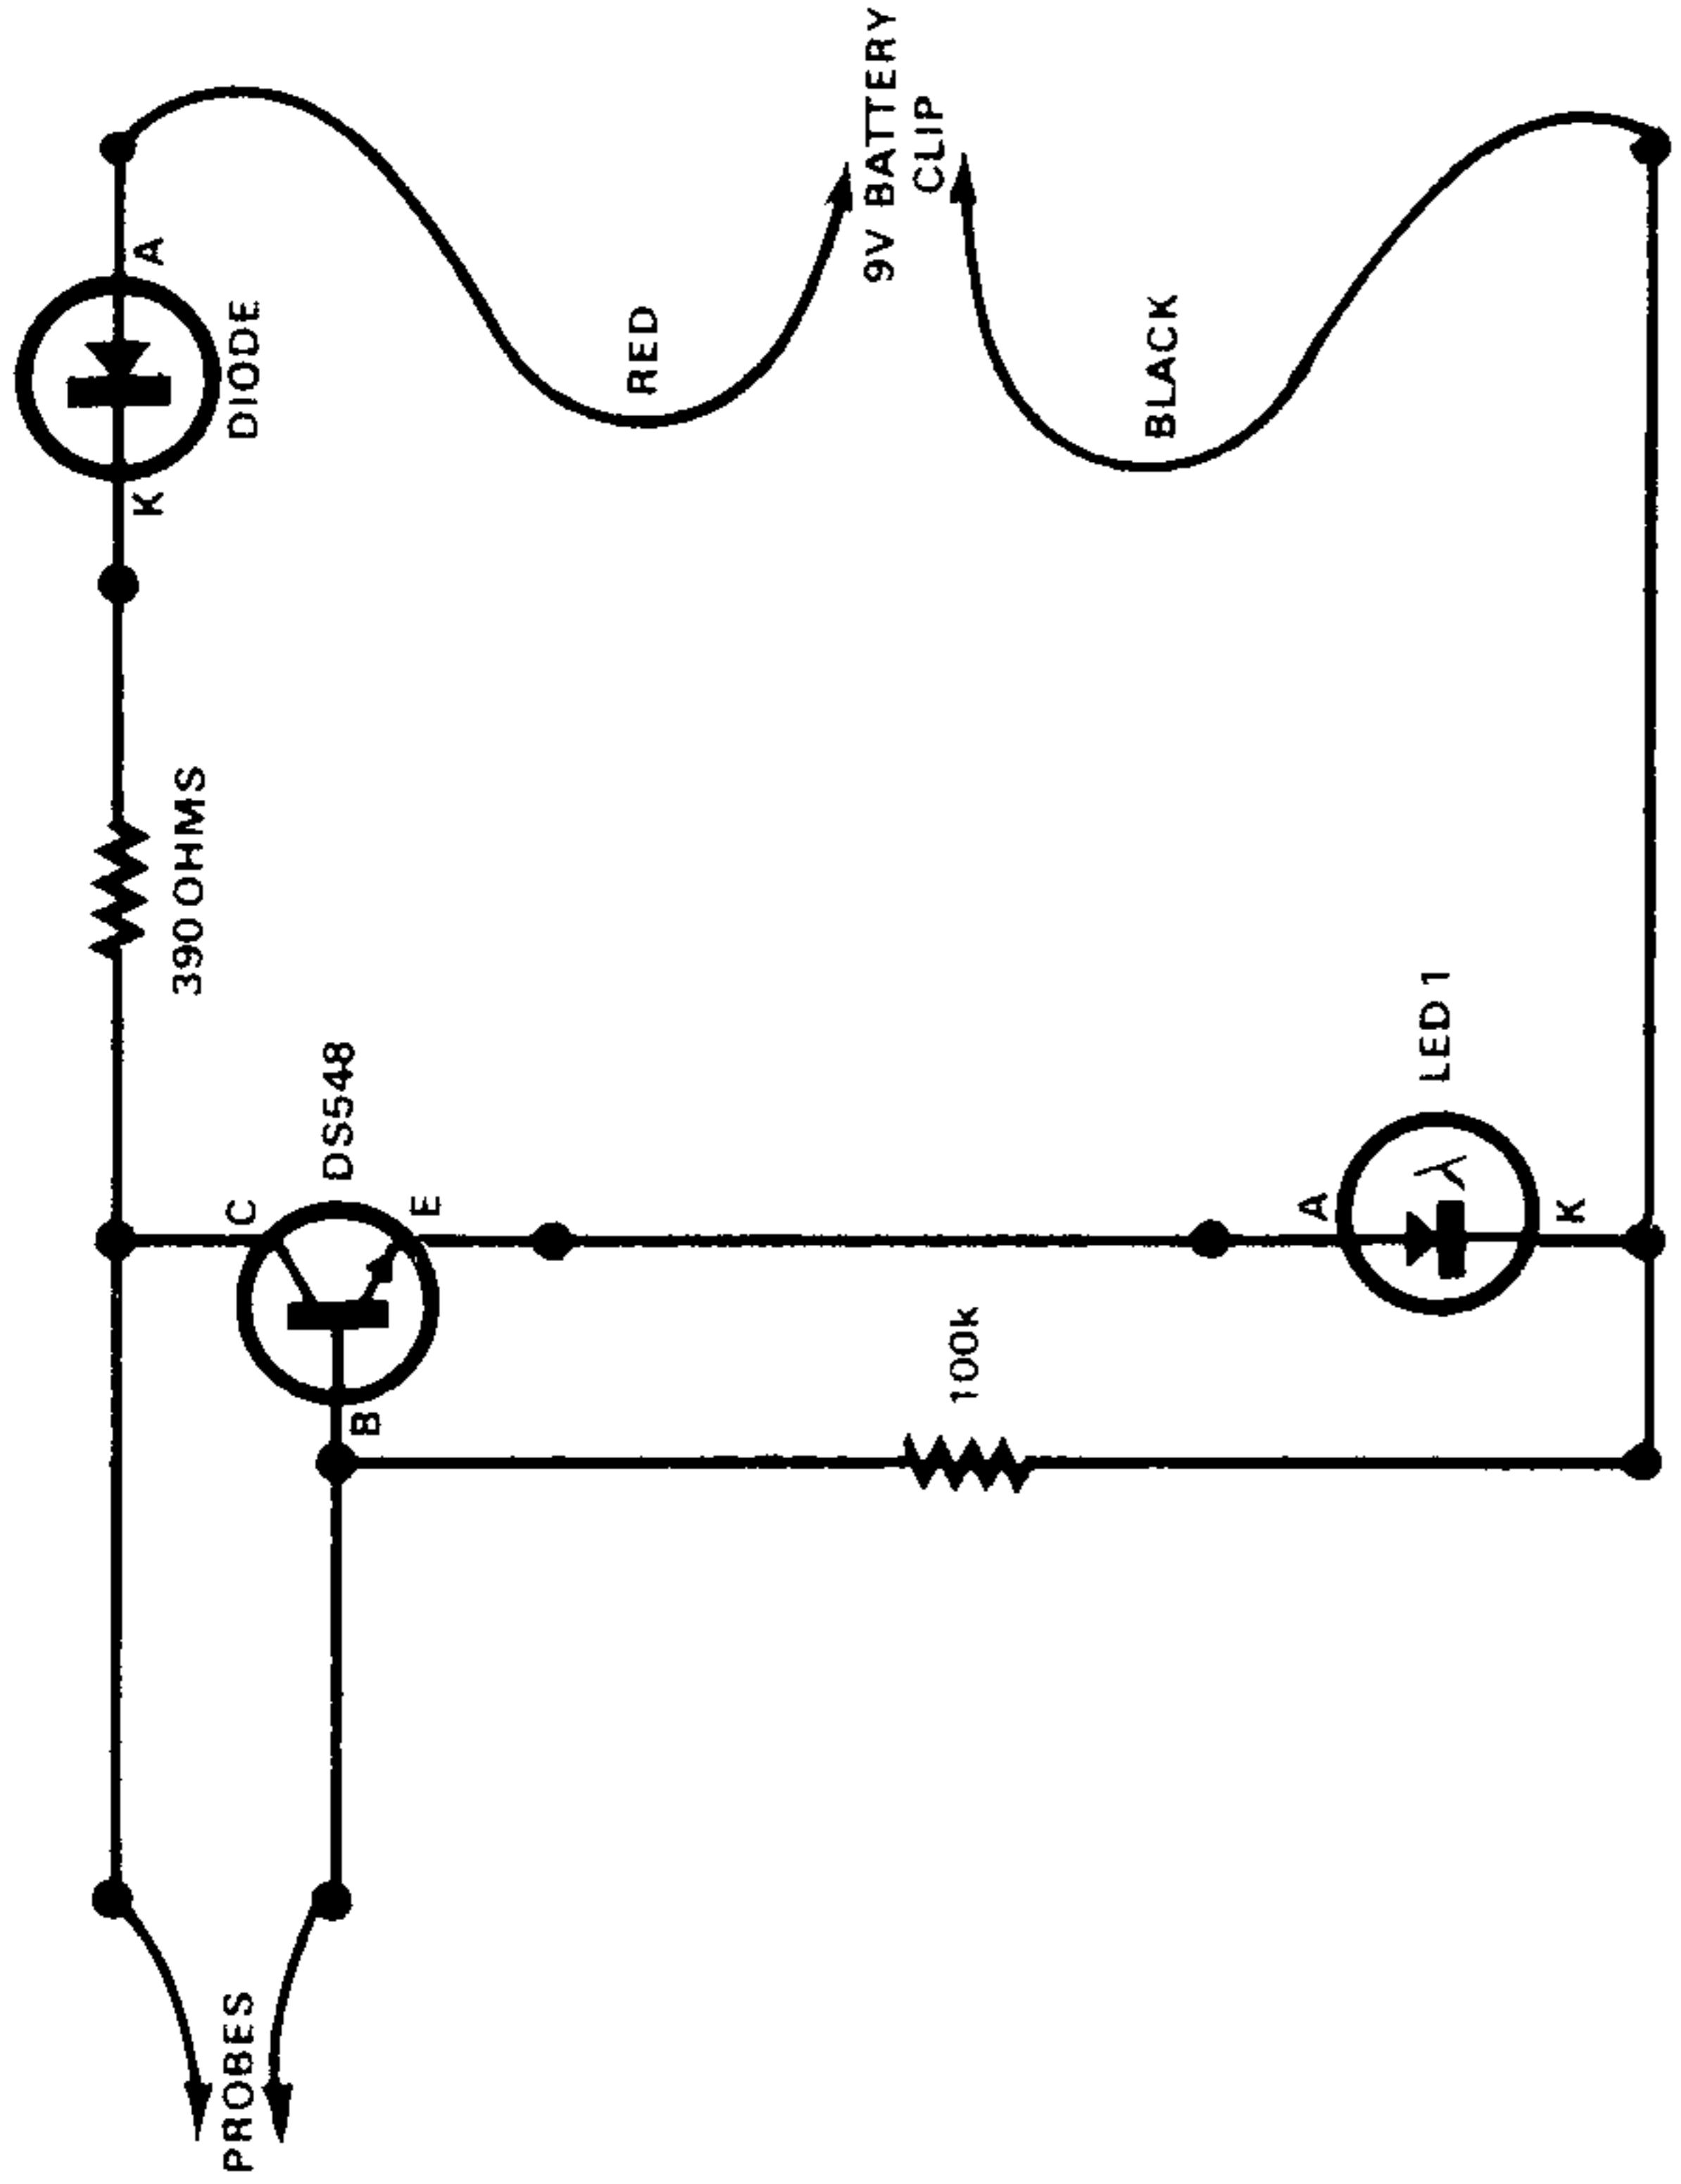 PROBES
B
C
E
DS548
390 OHMS
K
A
DIODE
RED
9V BATTERY
CLIP
BLACK
100k
A
K
LED 1